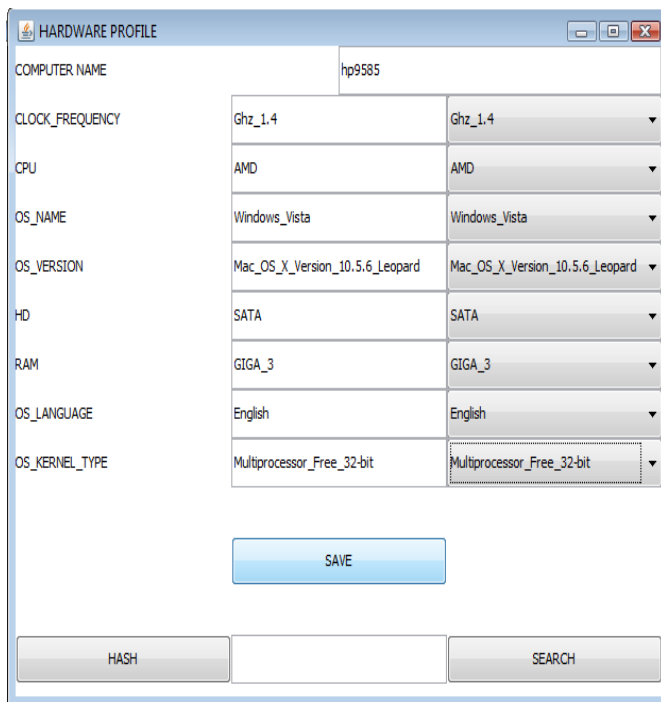 HARDWARE PROFILE
COMPUTER NAME hp9585
CLOCK_FREQUENCY Ghz_1.4 Ghz_1.4
CPU AMD AMD
OS_NAME Windows_Vista Windows_Vista
OS_VERSION Mac_OS_X_Version_10.5.6_Leopard Mac_OS_X_Version_10.5.6_Leopard
HD SATA SATA
RAM GIGA_3 GIGA_3
OS_LANGUAGE English English
OS_KERNEL_TYPE Multiprocessor_Free_32-bit Multiprocessor_Free_32-bit
SAVE
HASH SEARCH